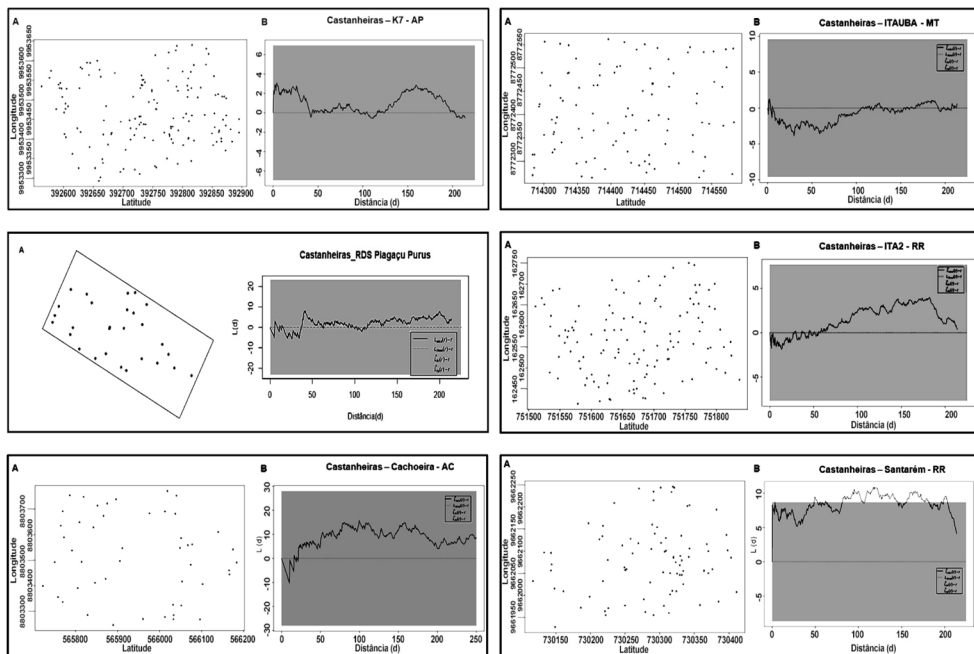 A
B
Castanheiras – K7 - AP
Longitude
9953300 9953350 9953400 9953450 9953500 9953550 9953600 9953650
392600 392650 392700 392750 392800 392850 392900
Latitude
6
4
2
0
-2
-4
-6
0 50 100 150 200
Distância (d)
A
B
Castanheiras – ITAUBA - MT
Longitude
8772300 8772350 8772400 8772450 8772500 8772550
714300 714350 714400 714450 714500 714550
Latitude
10
5
0
-5
-10
0 50 100 150 200
Distância (d)
A
Castanheiras_RDS Piagaçu Purus
L (d)
20
10
0
-10
-20
0 50 100 150 200
Distância(d)
A
B
Castanheiras – ITA2 - RR
Longitude
162450 162500 162550 162600 162650 162700 162750
751500 751550 751600 751650 751700 751750 751800
Latitude
5
0
-5
0 50 100 150 200
Distância (d)
A
B
Castanheiras – Cachoeira - AC
Longitude
8803300 8803400 8803500 8803600 8803700
565800 565900 566000 566100 566200
Latitude
L (d)
30
20
10
0
-10
-20
-30
0 50 100 150 200 250
Distância (d)
A
B
Castanheiras – Santarém - RR
Longitude
9661950 9662000 9662050 9662100 9662150 9662200 9662250
730150 730200 730250 730300 730350 730400
Latitude
L (d)
10
5
0
-5
0 50 100 150 200
Distância (d)